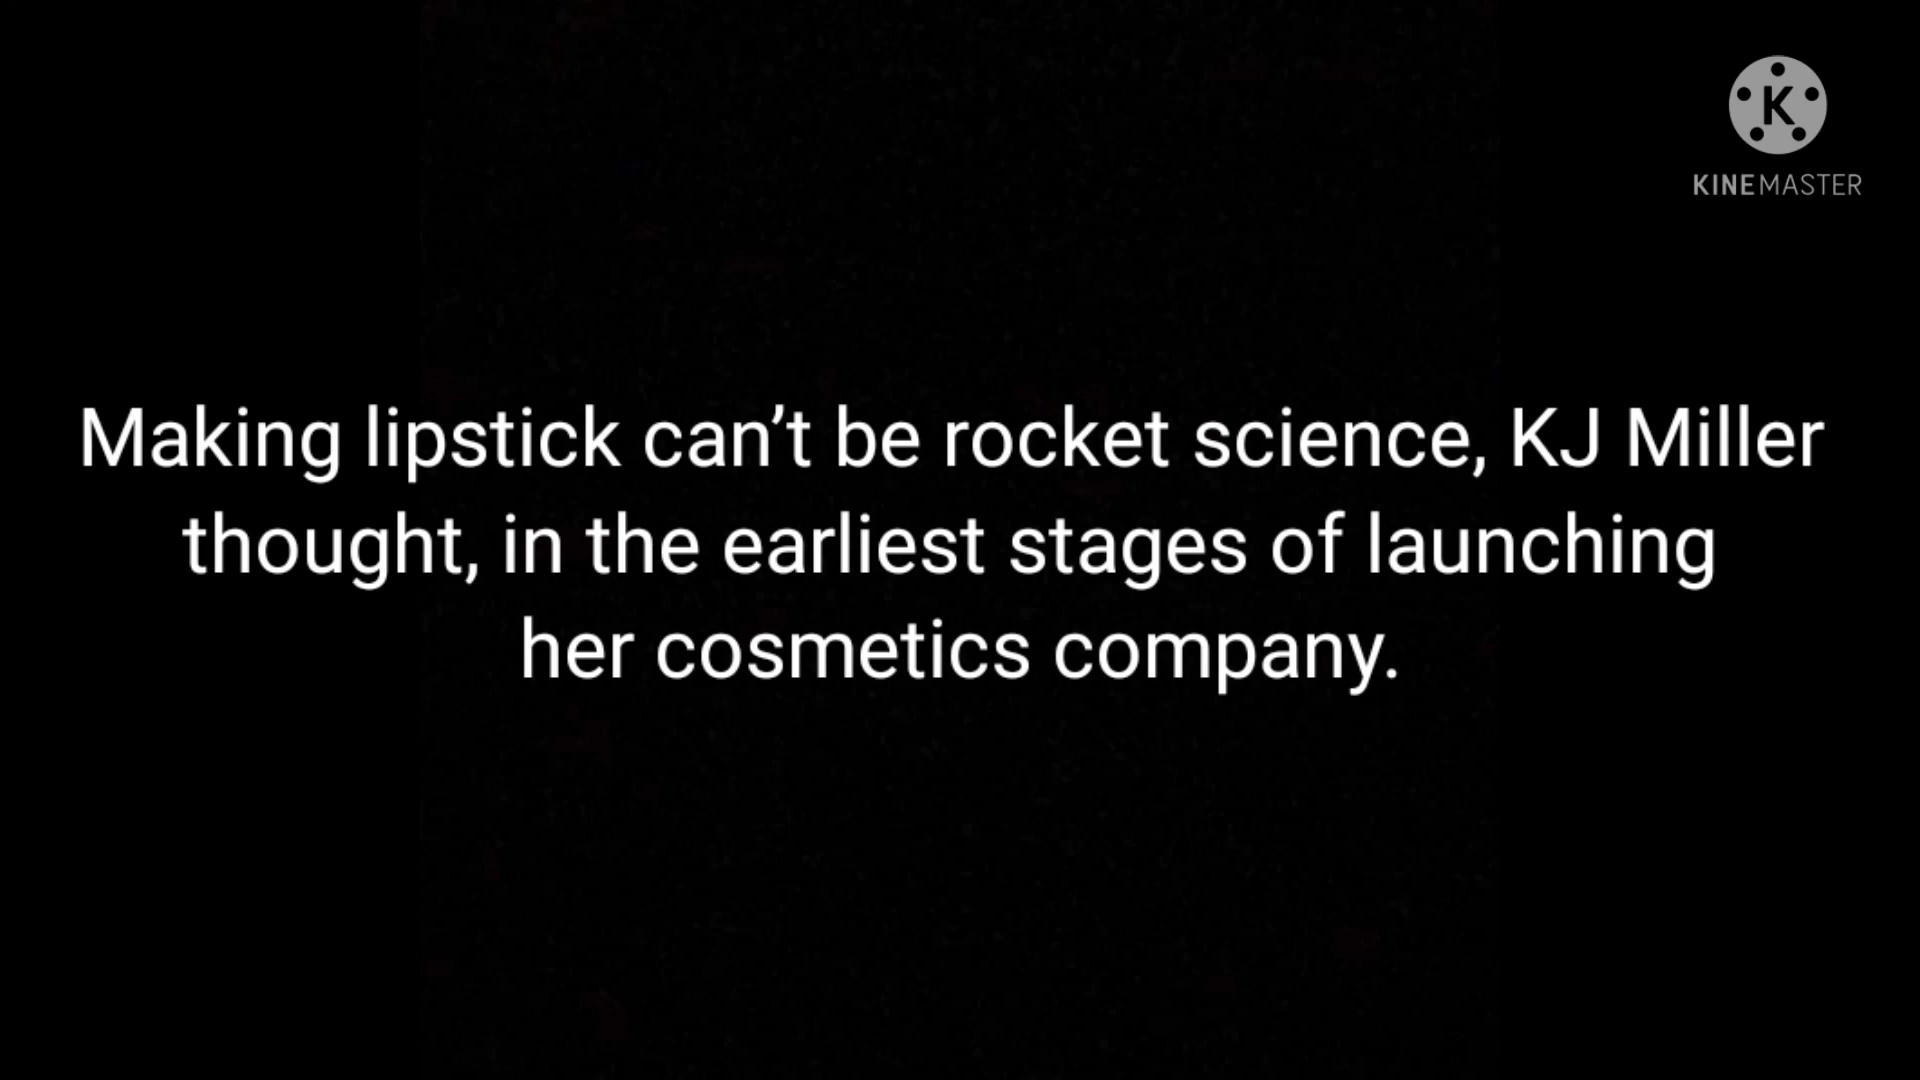 K
KINEMASTER
Making lipstick can’t be rocket science, KJ Miller
thought, in the earliest stages of launching
her cosmetics company.